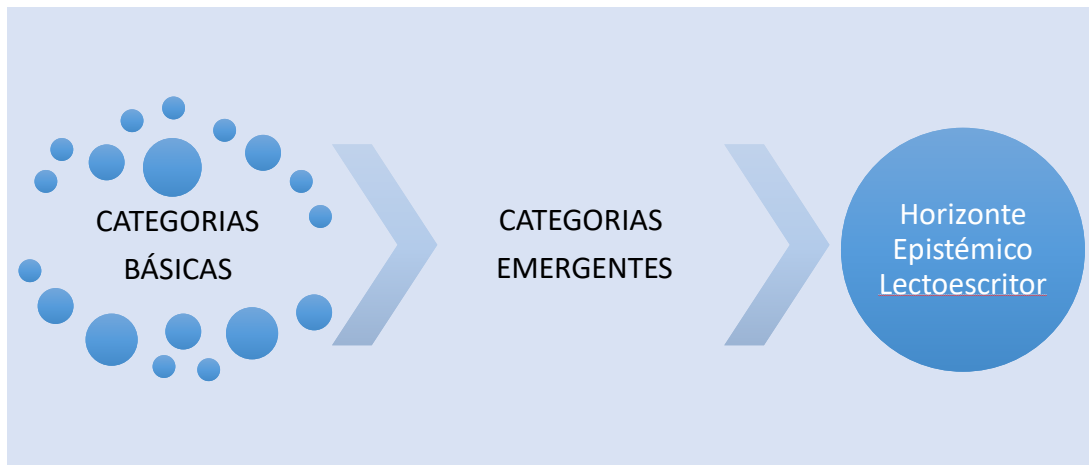 CATEGORIAS
BÁSICAS
CATEGORIAS
EMERGENTES
Horizonte
Epistémico
Lectoescritor